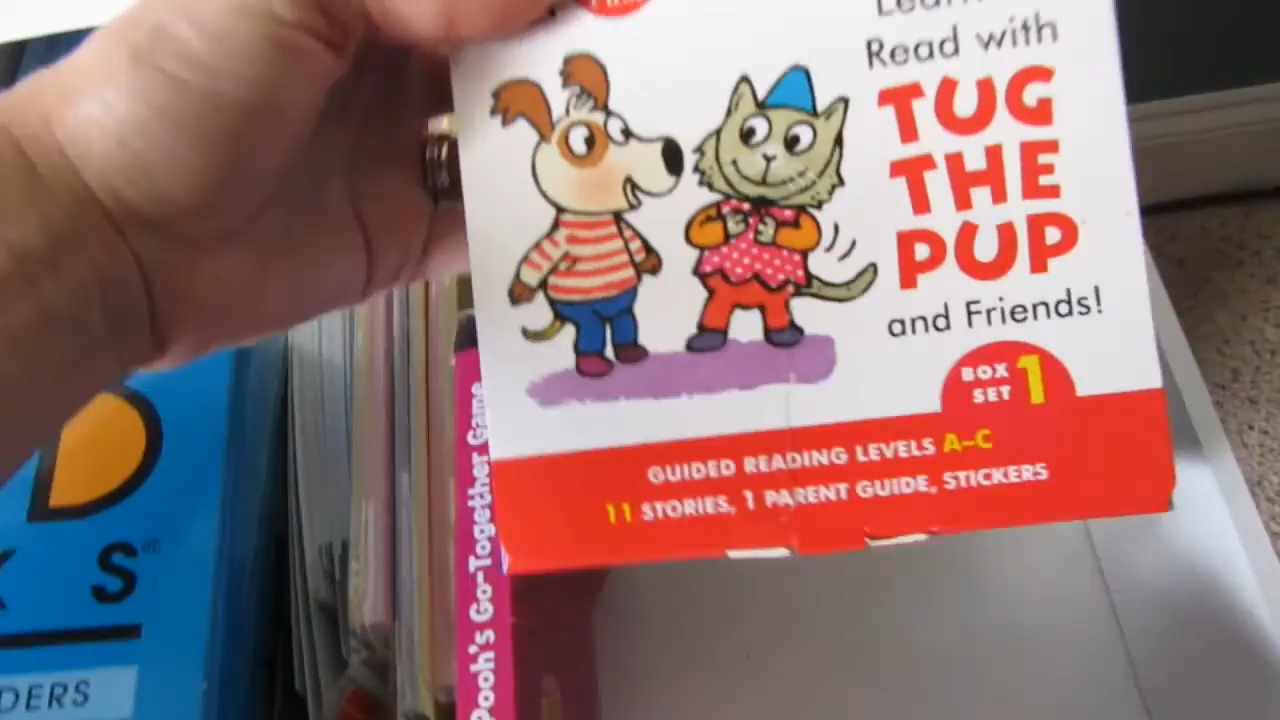 Read with
TUG
THE
PUP
and Friends!
BOX
SET 1
GUIDED READING LEVELS A–C
11 STORIES, 1 PARENT GUIDE, STICKERS
Pooh's Go-Together Game
S®